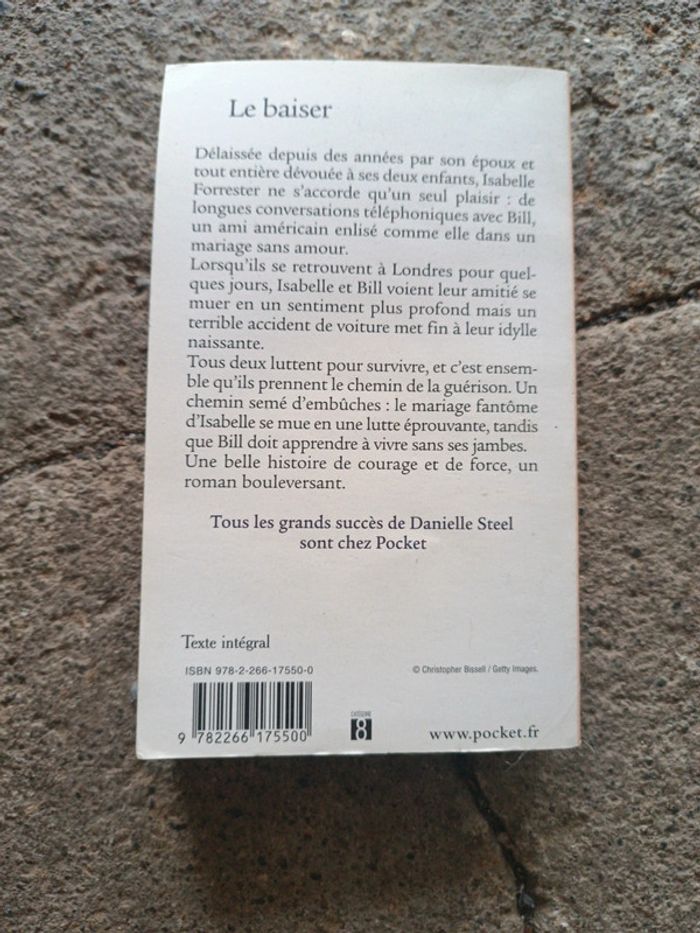 Le baiser
Délaissée depuis des années par son époux et
tout entière dévouée à ses deux enfants, Isabelle
Forrester ne s'accorde qu'un seul plaisir : de
longues conversations téléphoniques avec Bill,
un ami américain enlisé comme elle dans un
mariage sans amour.
Lorsqu'ils se retrouvent à Londres pour quel-
ques jours, Isabelle et Bill voient leur amitié se
muer en un sentiment plus profond mais un
terrible accident de voiture met fin à leur idylle
naissante.
Tous deux luttent pour survivre, et c'est ensem-
ble qu'ils prennent le chemin de la guérison. Un
chemin semé d'embûches : le mariage fantôme
d'Isabelle se mue en une lutte éprouvante, tandis
que Bill doit apprendre à vivre sans ses jambes.
Une belle histoire de courage et de force, un
roman bouleversant.
Tous les grands succès de Danielle Steel
sont chez Pocket
Texte intégral
ISBN 978-2-266-17550-0
© Christopher Bissell / Getty Images.
9 782266 175500
catégorie
8
www.pocket.fr